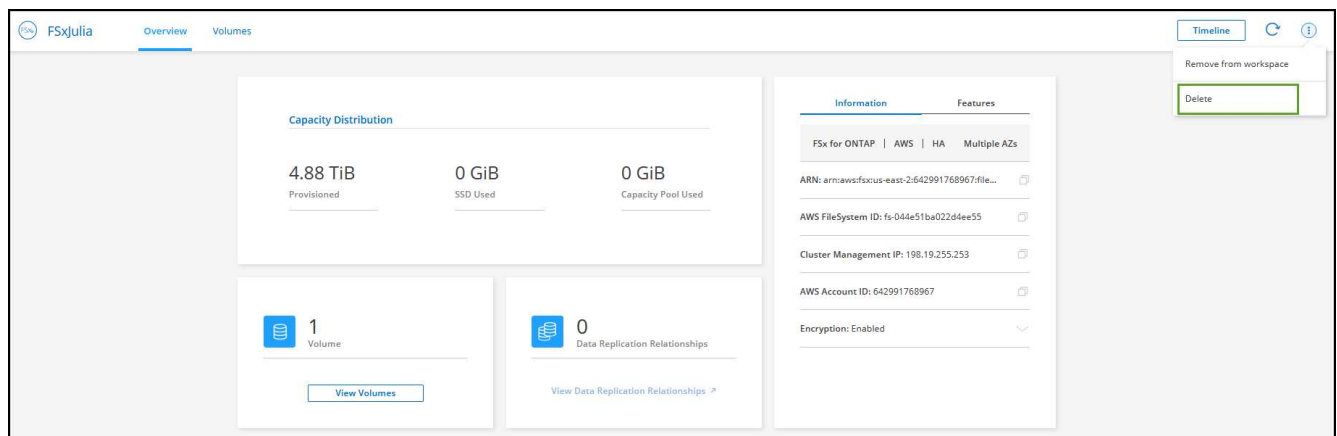 FSx FSxJulia Overview Volumes Timeline
Remove from workspace
Delete
Capacity Distribution
4.88 TiB 0 GiB 0 GiB
Provisioned SSD Used Capacity Pool Used
Information Features
FSx for ONTAP | AWS | HA Multiple AZs
ARN: arn:aws:fsx:us-east-2:642991768967:file...
AWS FileSystem ID: fs-044e51ba022d4ee55
Cluster Management IP: 198.19.255.253
AWS Account ID: 642991768967
Encryption: Enabled
1
Volume
View Volumes
0
Data Replication Relationships
View Data Replication Relationships